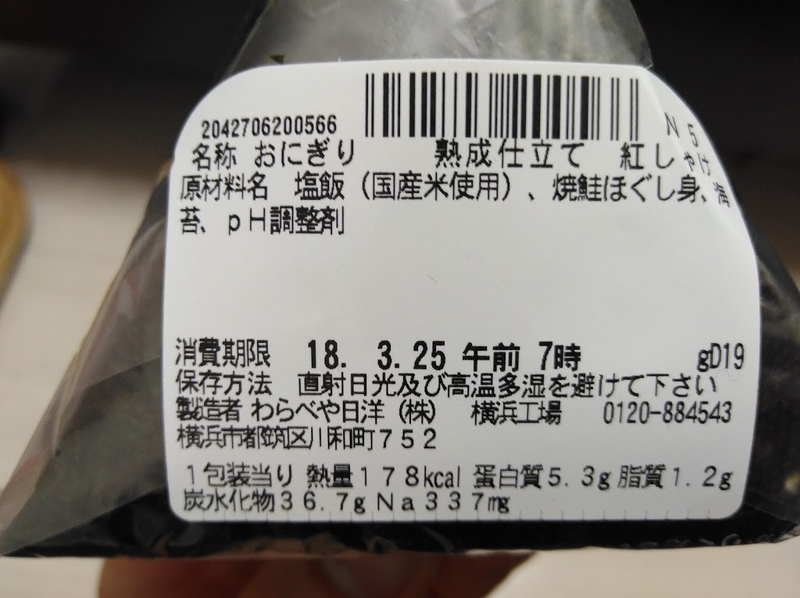 2042706200566
N5
名称 おにぎり 熟成仕立て 紅しゃけ
原材料名 塩飯(国産米使用)、焼鮭ほぐし身、海
苔、pH調整剤
消費期限 18. 3.25 午前 7時 gD19
保存方法 直射日光及び高温多湿を避けて下さい
製造者 わらべや日洋(株) 横浜工場 0120-884543
横浜市都筑区川和町752
1包装当り 熱量178kcal 蛋白質5.3g 脂質1.2g
炭水化物36.7g Na337mg